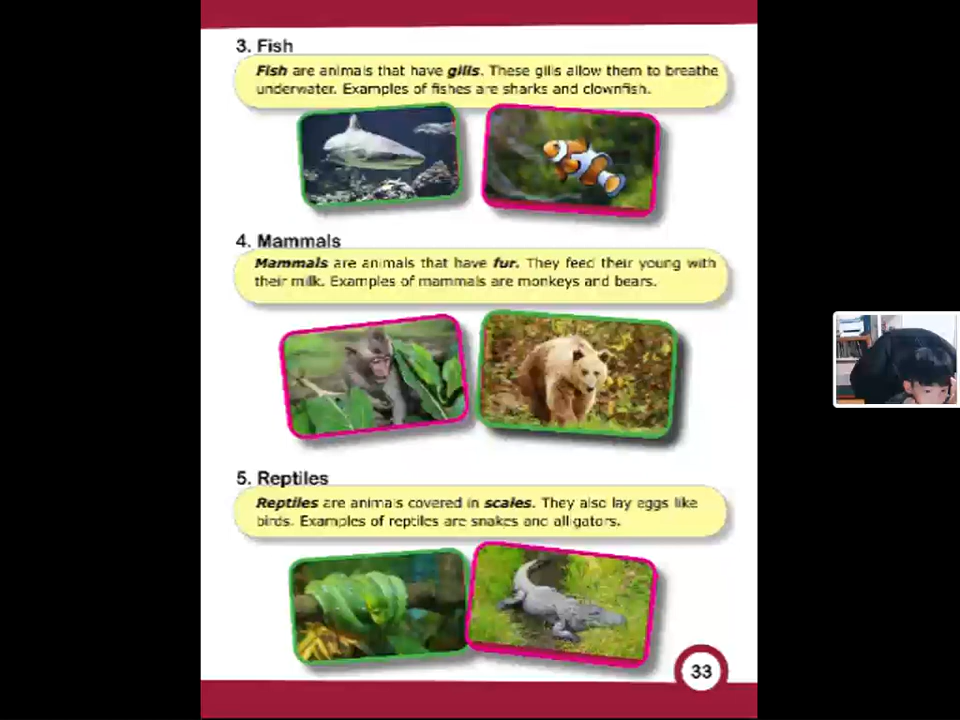 3. Fish
Fish are animals that have gills. These gills allow them to breathe
underwater. Examples of fishes are sharks and clownfish.
4. Mammals
Mammals are animals that have fur. They feed their young with
their milk. Examples of mammals are monkeys and bears.
5. Reptiles
Reptiles are animals covered in scales. They also lay eggs like
birds. Examples of reptiles are snakes and alligators.
33